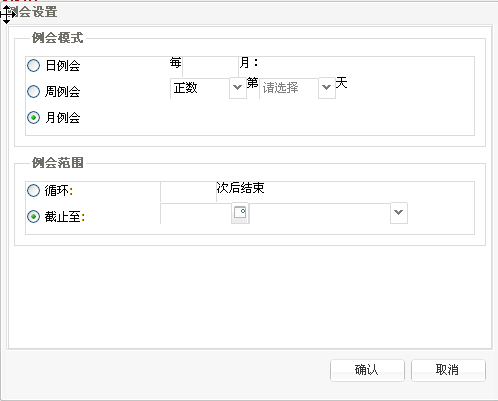 例会设置
例会模式
日例会
每 月：
周例会
正数 第 请选择 天
月例会
例会范围
循环: 次后结束
截止至:
确认 取消